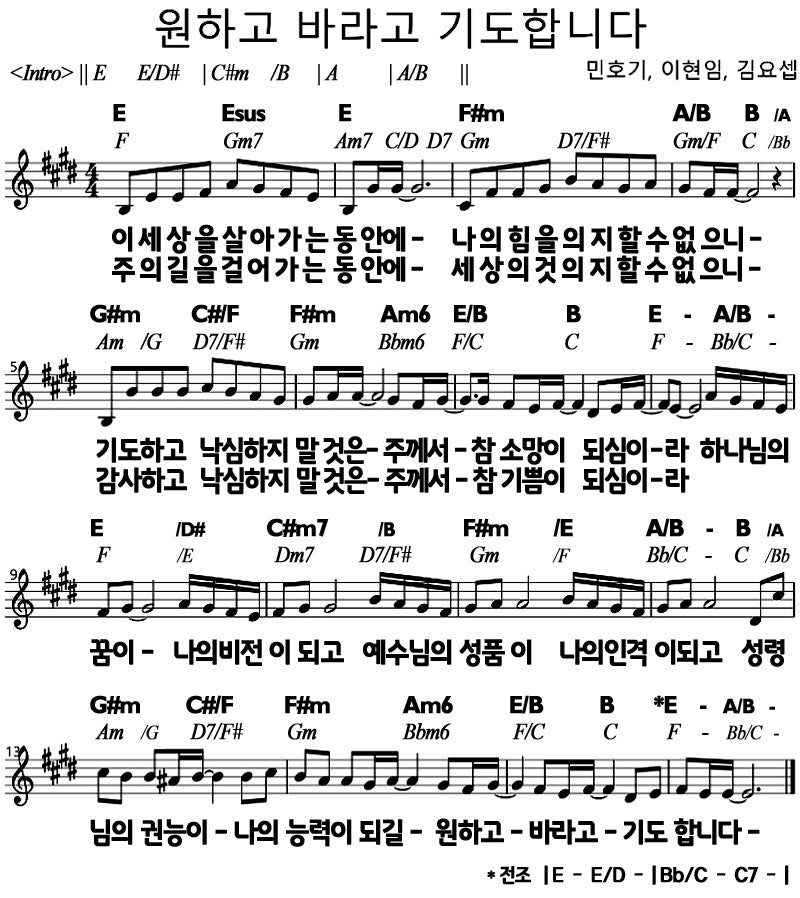 원하고 바라고 기도합니다
<Intro> || E E/D# | C#m /B | A | A/B ||
민호기, 이현임, 김요셉
E Esus E F#m A/B B /A
F Gm7 Am7 C/D D7 Gm D7/F# Gm/F C /Bb
4
4
이 세 상 을 살 아 가 는 동 안에 - 나 의 힘 을 의 지 할 수 없 으니 -
주 의 길 을 걸 어 가 는 동 안에 - 세 상 의 것 의 지 할 수 없 으니 -
G#m C#/F F#m Am6 E/B B E - A/B -
Am /G D7/F# Gm Bbm6 F/C C F - Bb/C -
5
기도하고 낙심하지 말 것은- 주께서 - 참 소망이 되심이 - 라 하나님의
감사하고 낙심하지 말 것은- 주께서 - 참 기쁨이 되심이 - 라
E /D# C#m7 /B F#m /E A/B - B /A
F /E Dm7 D7/F# Gm /F Bb/C - C /Bb
9
꿈이 - 나의비전 이 되고 예수님의 성품 이 나의인격 이되고 성령
G#m C#/F F#m Am6 E/B B *E - A/B -
Am /G D7/F# Gm Bbm6 F/C C F - Bb/C -
13
님의 권능이 - 나의 능력이 되길 - 원하고 - 바라고 - 기도 합니다 -
* 전조 | E - E/D - | Bb/C - C7 - |